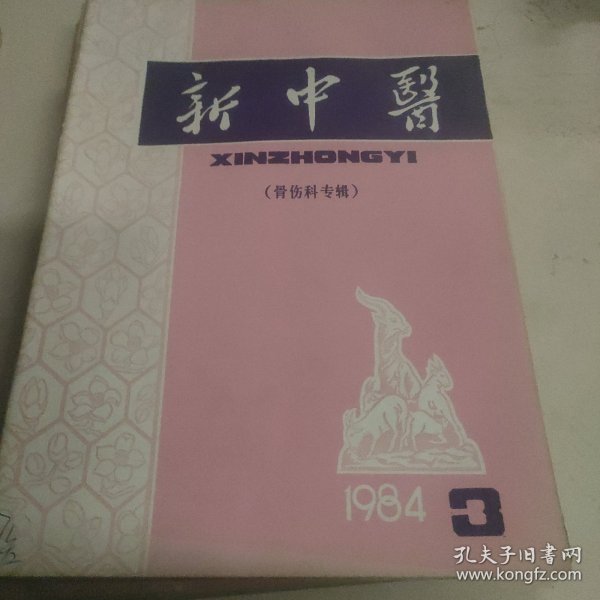 新中醫
XINZHONGYI
（骨伤科专辑）
1984 3
孔夫子旧书网
www.kongfz.com